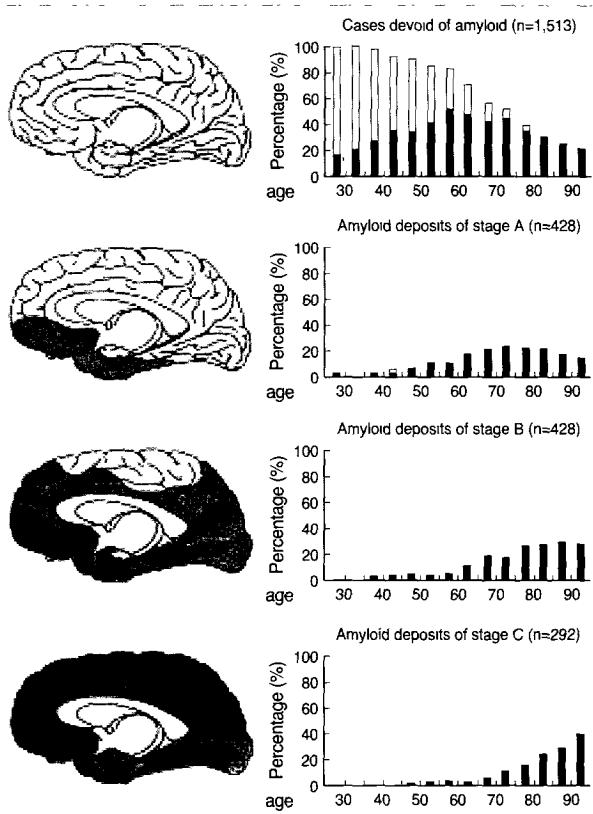 Cases devoid of amyloid (n=1,513)
Percentage (%)
100
80
60
40
20
0
age 30 40 50 60 70 80 90
Amyloid deposits of stage A (n=428)
Percentage (%)
100
80
60
40
20
0
age 30 40 50 60 70 80 90
Amyloid deposits of stage B (n=428)
Percentage (%)
100
80
60
40
20
0
age 30 40 50 60 70 80 90
Amyloid deposits of stage C (n=292)
Percentage (%)
100
80
60
40
20
0
age 30 40 50 60 70 80 90